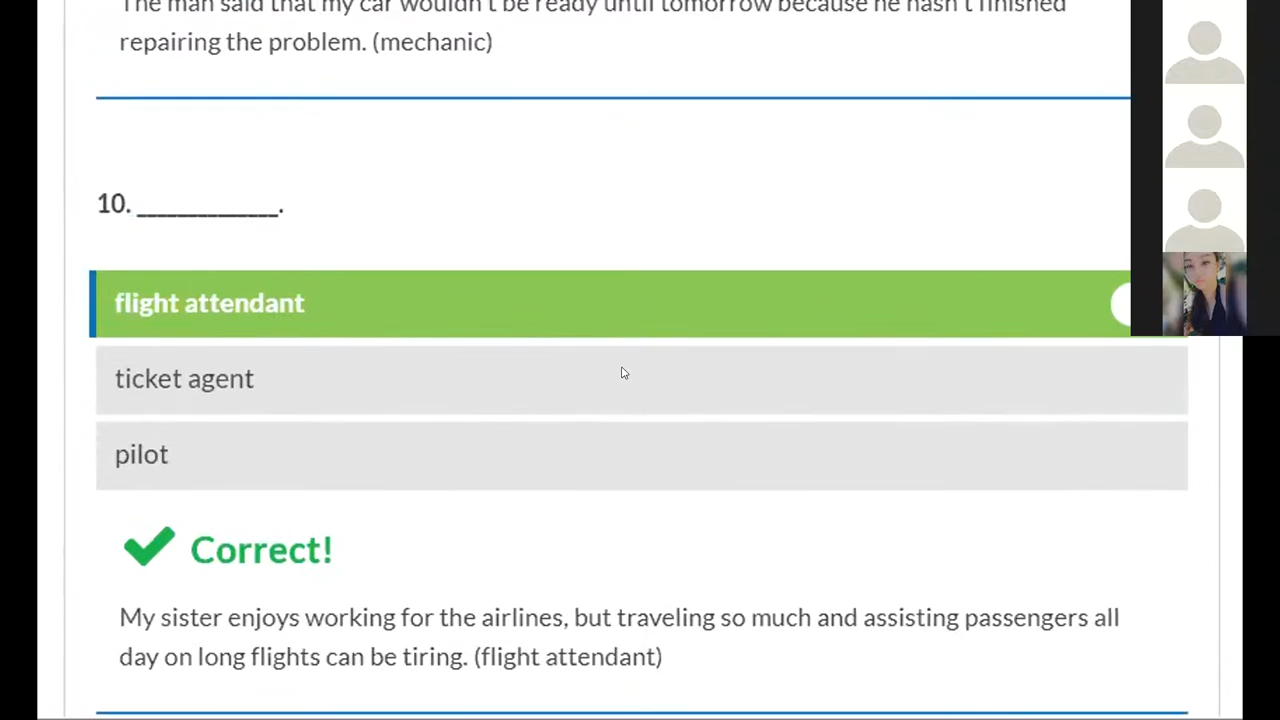 The man said that my car wouldn't be ready until tomorrow because he hasn't finished
repairing the problem. (mechanic)
10. ______________.
flight attendant
ticket agent
pilot
Correct!
My sister enjoys working for the airlines, but traveling so much and assisting passengers all
day on long flights can be tiring. (flight attendant)